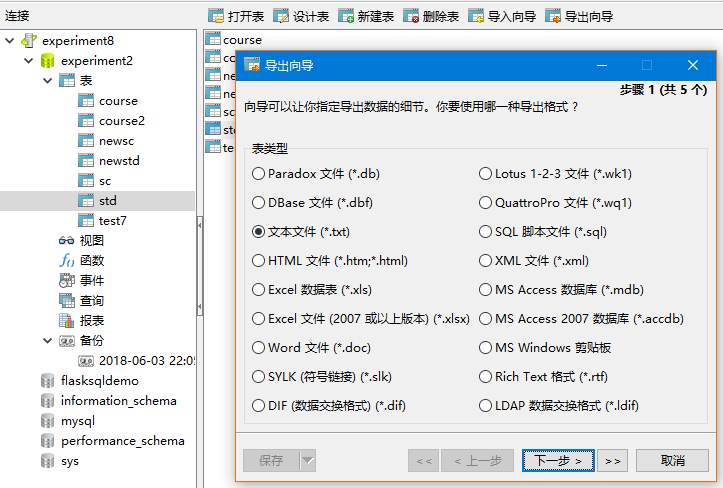 连接
打开表 设计表 新建表 删除表 导入向导 导出向导
experiment8
experiment2
表
course
course2
newsc
newstd
sc
std
test7
视图
函数
事件
查询
报表
备份
2018-06-03 22:05
flasksqldemo
information_schema
mysql
performance_schema
sys
course
导出向导
步骤 1 (共 5 个)
向导可以让你指定导出数据的细节。你要使用哪一种导出格式？
表类型
Paradox 文件 (*.db) Lotus 1-2-3 文件 (*.wk1)
DBase 文件 (*.dbf) QuattroPro 文件 (*.wq1)
文本文件 (*.txt) SQL 脚本文件 (*.sql)
HTML 文件 (*.htm;*.html) XML 文件 (*.xml)
Excel 数据表 (*.xls) MS Access 数据库 (*.mdb)
Excel 文件 (2007 或以上版本) (*.xlsx) MS Access 2007 数据库 (*.accdb)
Word 文件 (*.doc) MS Windows 剪贴板
SYLK (符号链接) (*.slk) Rich Text 格式 (*.rtf)
DIF (数据交换格式) (*.dif) LDAP 数据交换格式 (*.ldif)
保存 << < 上一步 下一步 > >> 取消